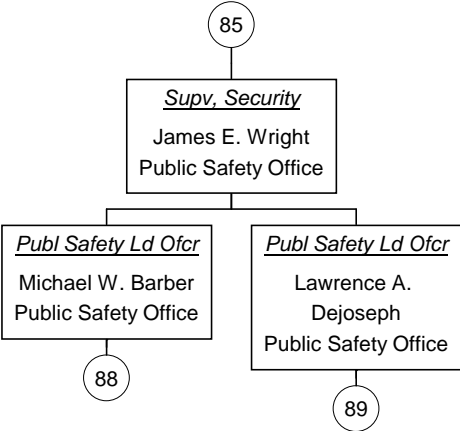 85
Supv, Security
James E. Wright
Public Safety Office
Publ Safety Ld Ofcr
Michael W. Barber
Public Safety Office
88
Publ Safety Ld Ofcr
Lawrence A.
Dejoseph
Public Safety Office
89